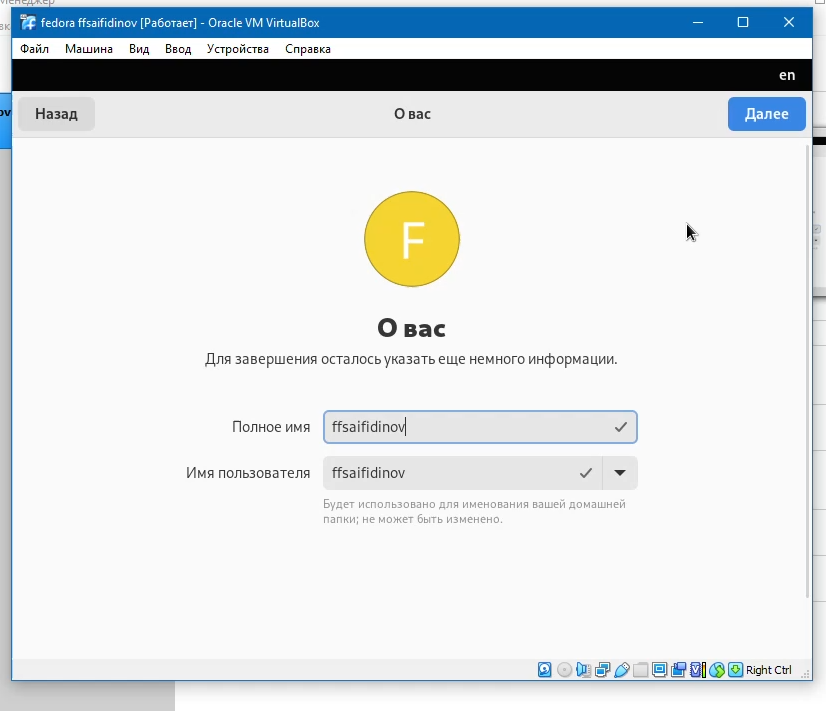 енеджер
fedora ffsaifidinov [Работает] - Oracle VM VirtualBox
Файл Машина Вид Ввод Устройства Справка
en
Назад О вас Далее
F
О вас
Для завершения осталось указать еще немного информации.
Полное имя ffsaifidinov
Имя пользователя ffsaifidinov
Будет использовано для именования вашей домашней
папки; не может быть изменено.
Right Ctrl